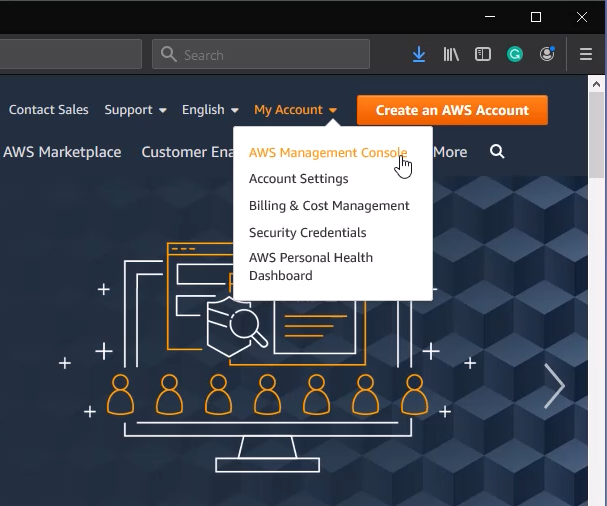 Search
Contact Sales Support English My Account Create an AWS Account
AWS Marketplace Customer Ena More
AWS Management Console
Account Settings
Billing & Cost Management
Security Credentials
AWS Personal Health
Dashboard